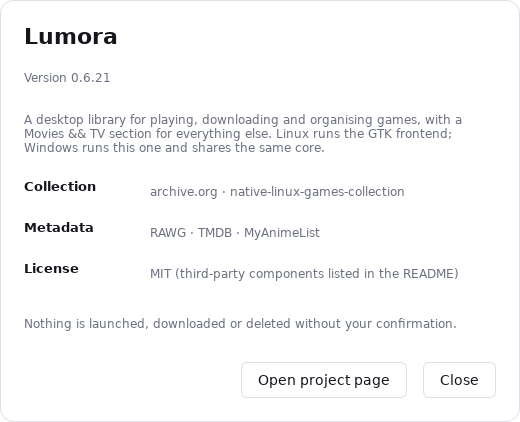 Lumora
Version 0.6.21
A desktop library for playing, downloading and organising games, with a
Movies && TV section for everything else. Linux runs the GTK frontend;
Windows runs this one and shares the same core.
Collection
archive.org · native-linux-games-collection
Metadata
RAWG · TMDB · MyAnimeList
License
MIT (third-party components listed in the README)
Nothing is launched, downloaded or deleted without your confirmation.
Open project page
Close